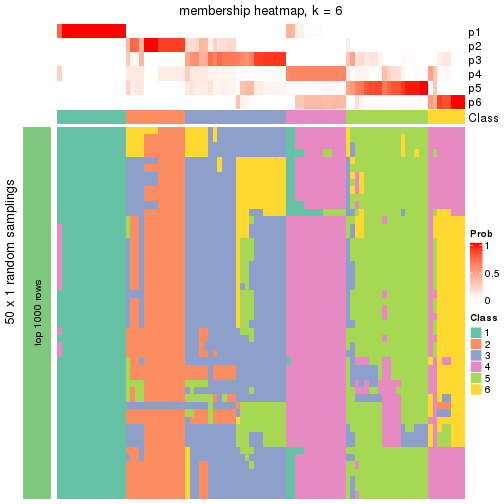 membership heatmap, k = 6
p1
p2
p3
p4
p5
p6
Class
50 x 1 random samplings
top 1000 rows
Prob
1
0.5
0
Class
1
2
3
4
5
6